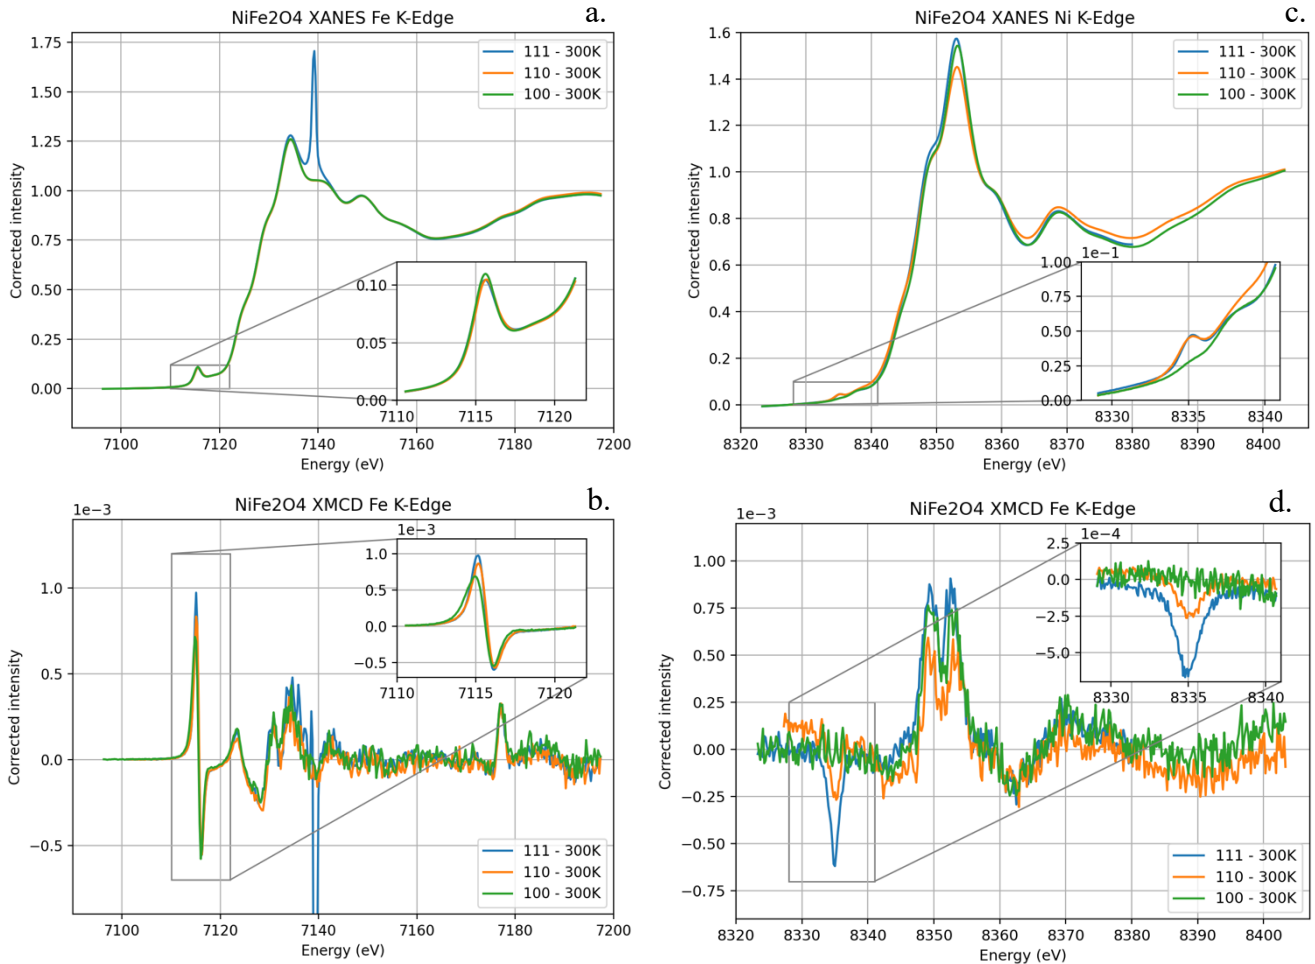 NiFe2O4 XANES Fe K-Edge
a.
Corrected intensity
1.75
1.50
1.25
1.00
0.75
0.50
0.25
0.00
111 - 300K
110 - 300K
100 - 300K
0.10
0.05
0.00
7110
7115
7120
7100
7120
7140
7160
7180
7200
Energy (eV)
NiFe2O4 XANES Ni K-Edge
c.
Corrected intensity
1.6
1.4
1.2
1.0
0.8
0.6
0.4
0.2
0.0
111 - 300K
110 - 300K
100 - 300K
1e−1
1.00
0.75
0.50
0.25
0.00
8330
8335
8340
8320
8330
8340
8350
8360
8370
8380
8390
8400
Energy (eV)
NiFe2O4 XMCD Fe K-Edge
b.
1e−3
Corrected intensity
1.0
0.5
0.0
−0.5
1e−3
1.0
0.5
0.0
−0.5
7110
7115
7120
111 - 300K
110 - 300K
100 - 300K
7100
7120
7140
7160
7180
7200
Energy (eV)
NiFe2O4 XMCD Fe K-Edge
d.
1e−3
Corrected intensity
1.00
0.75
0.50
0.25
0.00
−0.25
−0.50
−0.75
1e−4
2.5
0.0
−2.5
−5.0
8330
8335
8340
111 - 300K
110 - 300K
100 - 300K
8320
8330
8340
8350
8360
8370
8380
8390
8400
Energy (eV)